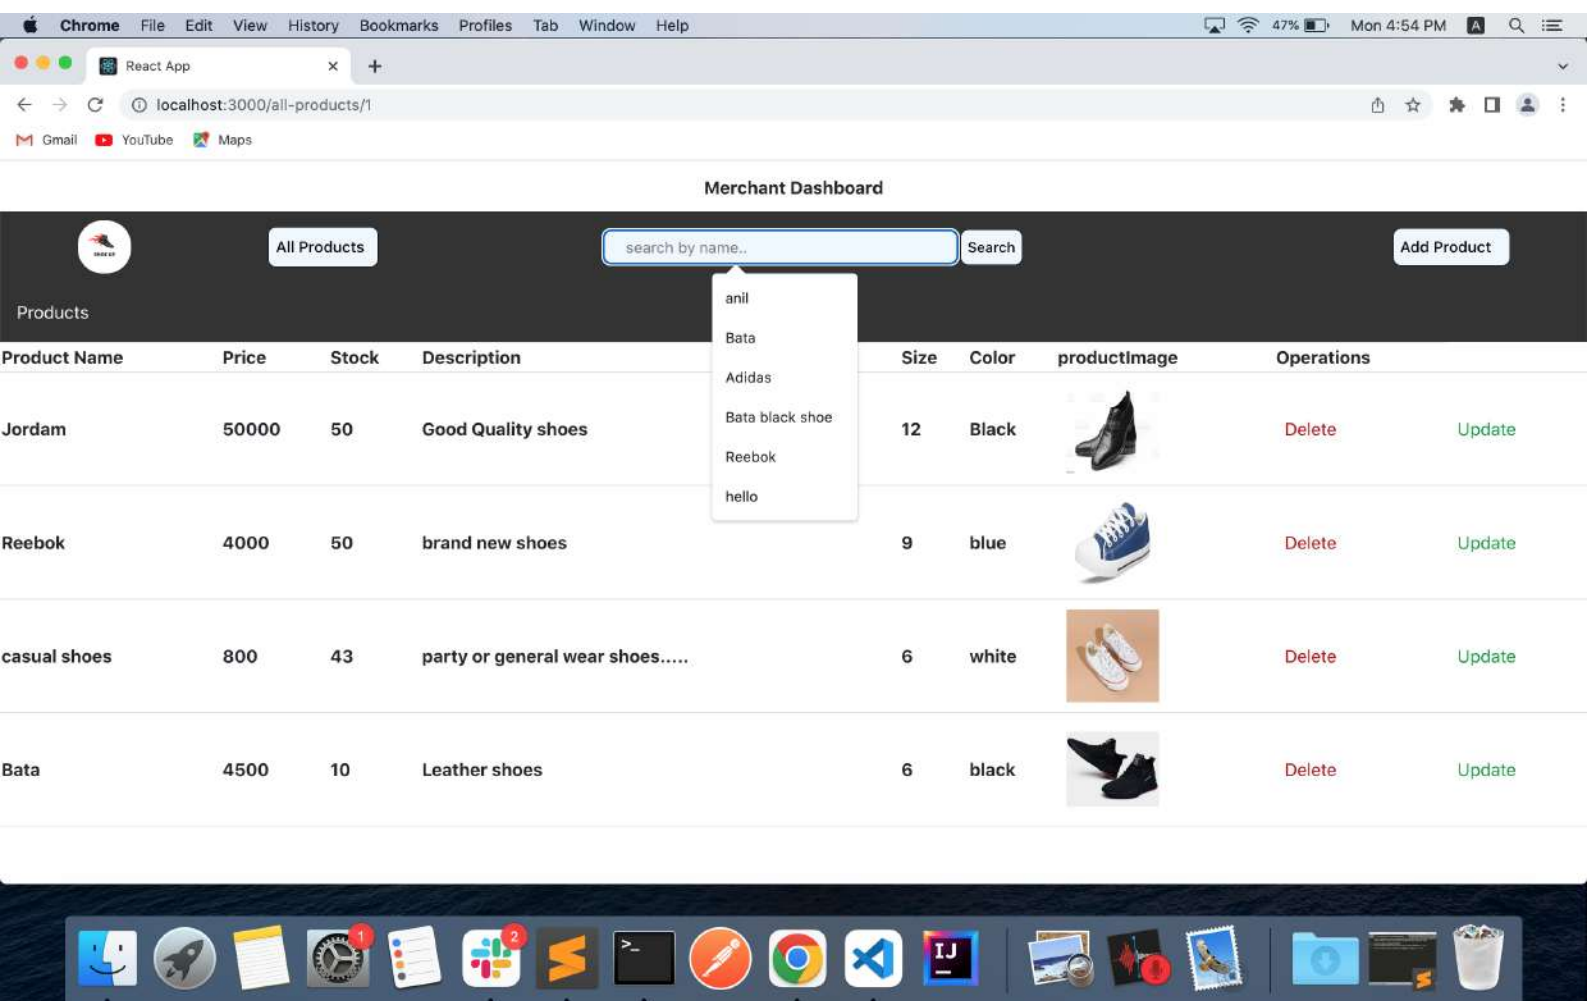 Chrome File Edit View History Bookmarks Profiles Tab Window Help 47% Mon 4:54 PM A
React App
localhost:3000/all-products/1
Gmail YouTube Maps
Merchant Dashboard
All Products search by name.. Search Add Product
Products
anil
Bata
Adidas
Bata black shoe
Reebok
hello
Product Name Price Stock Description Size Color productImage Operations
Jordam 50000 50 Good Quality shoes 12 Black Delete Update
Reebok 4000 50 brand new shoes 9 blue Delete Update
casual shoes 800 43 party or general wear shoes..... 6 white Delete Update
Bata 4500 10 Leather shoes 6 black Delete Update
1 2 >_ IJ